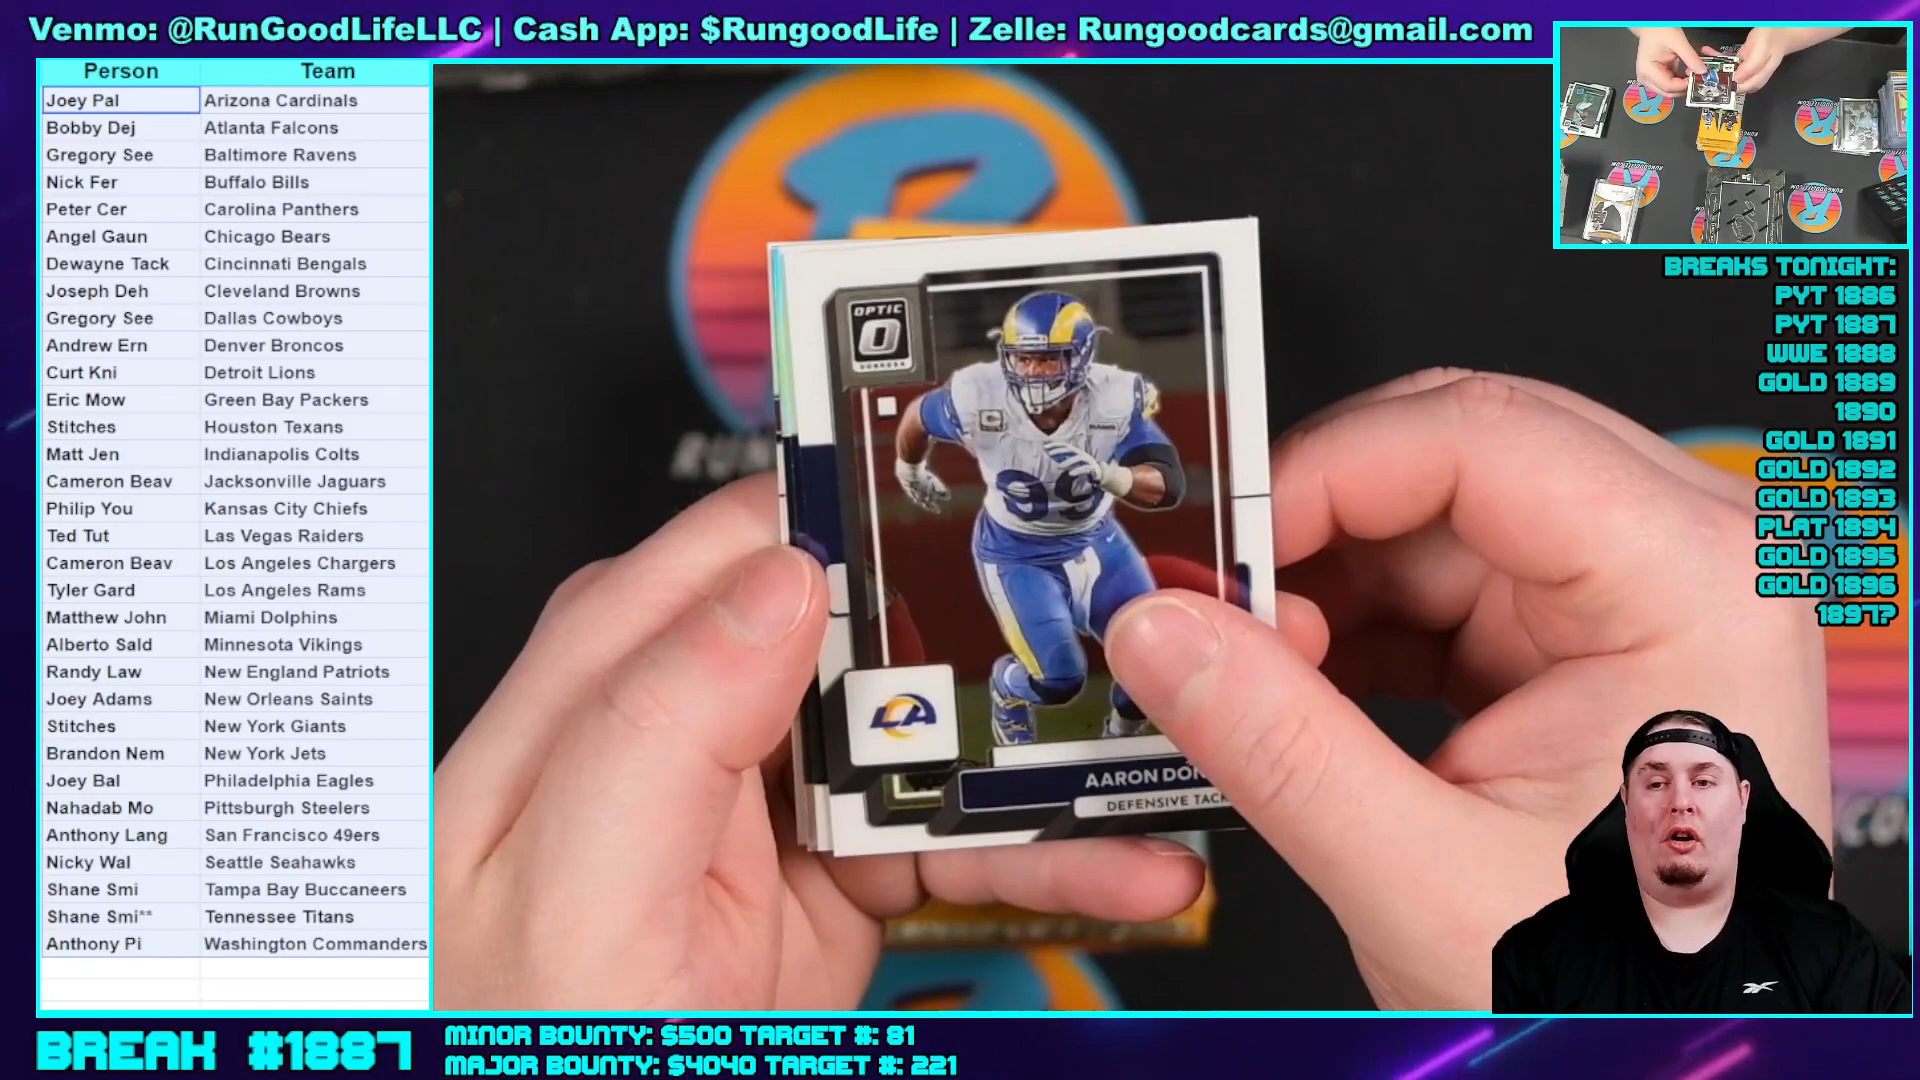 Venmo: @RunGoodLifeLLC | Cash App: $RungoodLife | Zelle: Rungoodcards@gmail.com
Person Team
Joey Pal Arizona Cardinals
Bobby Dej Atlanta Falcons
Gregory See Baltimore Ravens
Nick Fer Buffalo Bills
Peter Cer Carolina Panthers
Angel Gaun Chicago Bears
Dewayne Tack Cincinnati Bengals
Joseph Deh Cleveland Browns
Gregory See Dallas Cowboys
Andrew Ern Denver Broncos
Curt Kni Detroit Lions
Eric Mow Green Bay Packers
Stitches Houston Texans
Matt Jen Indianapolis Colts
Cameron Beav Jacksonville Jaguars
Philip You Kansas City Chiefs
Ted Tut Las Vegas Raiders
Cameron Beav Los Angeles Chargers
Tyler Gard Los Angeles Rams
Matthew John Miami Dolphins
Alberto Sald Minnesota Vikings
Randy Law New England Patriots
Joey Adams New Orleans Saints
Stitches New York Giants
Brandon Nem New York Jets
Joey Bal Philadelphia Eagles
Nahadab Mo Pittsburgh Steelers
Anthony Lang San Francisco 49ers
Nicky Wal Seattle Seahawks
Shane Smi Tampa Bay Buccaneers
Shane Smi** Tennessee Titans
Anthony Pi Washington Commanders
OPTIC
O
DONRUSS
RAMS
99
LA
AARON DON
DEFENSIVE TACK
BREAKS TONIGHT:
PYT 1886
PYT 1887
WWE 1888
GOLD 1889
1890
GOLD 1891
GOLD 1892
GOLD 1893
PLAT 1894
GOLD 1895
GOLD 1896
1897?
BREAK #1887
MINOR BOUNTY: $500 TARGET #: 81
MAJOR BOUNTY: $4040 TARGET #: 221